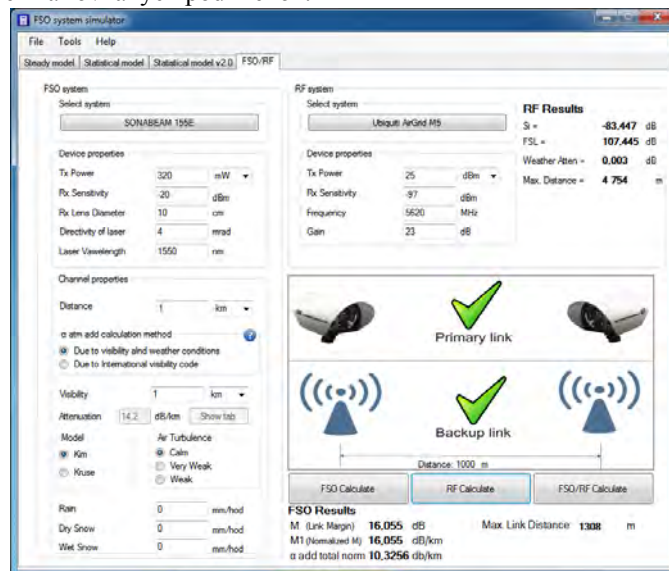 FSO system simulator
File Tools Help
Steady model Statistical model Statistical model v2.0 FSO/RF
FSO system
Select system
SONABEAM 155E
Device properties
Tx Power 320 mW
Rx Sensitivity -20 dBm
Rx Lens Diameter 10 cm
Directivity of laser 4 mrad
Laser Vawelength 1550 nm
Channel properties
Distance 1 km
α atm add calculation method
Due to visibility alnd weather conditions
Due to International visibility code
Visibility 1 km
Attenuation 14.2 dB/km Show tab
Model Air Turbulence
Kim Calm
Kruse Very Weak
Weak
Rain 0 mm/hod
Dry Snow 0 mm/hod
Wet Snow 0 mm/hod
RF system
Select system
Ubiquiti AirGrid M5
Device properties
Tx Power 25 dBm
Rx Sensitivity -97 dBm
Frequency 5620 MHz
Gain 23 dB
RF Results
Si = -83,447 dB
FSL = 107,445 dB
Weather Atten = 0,003 dB
Max. Distance = 4 754 m
Primary link
Backup link
Distance: 1000 m
FSO Calculate RF Calculate FSO/RF Calculate
FSO Results
M (Link Margin) 16,055 dB Max. Link Distance 1308 m
M1 (Normalized M) 16,055 dB/km
α add total norm 10,3256 db/km